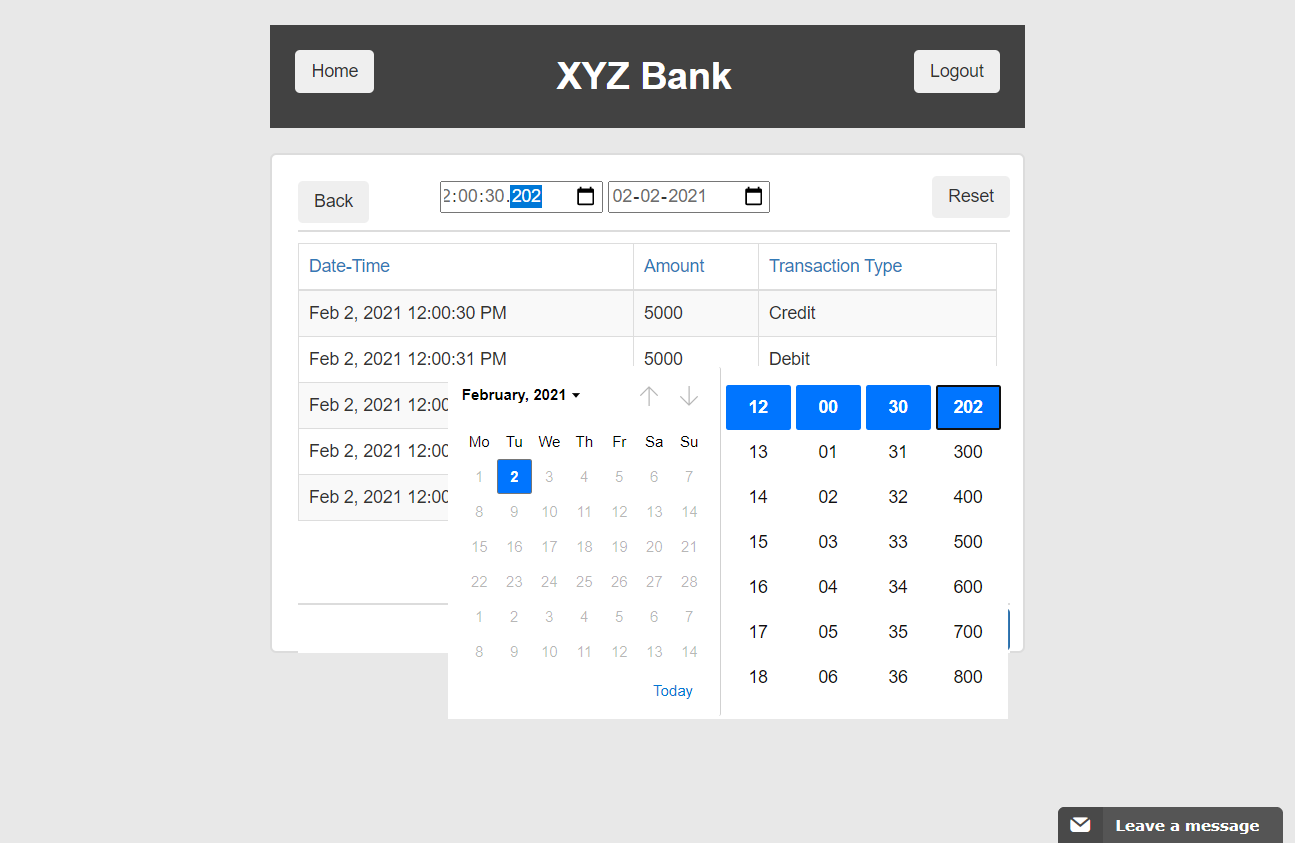 Home XYZ Bank Logout
Back 2:00:30.202 02-02-2021 Reset
Date-Time Amount Transaction Type
Feb 2, 2021 12:00:30 PM 5000 Credit
Feb 2, 2021 12:00:31 PM 5000 Debit
Feb 2, 2021 12:00
Feb 2, 2021 12:00
Feb 2, 2021 12:00
February, 2021
Mo Tu We Th Fr Sa Su
1 2 3 4 5 6 7
8 9 10 11 12 13 14
15 16 17 18 19 20 21
22 23 24 25 26 27 28
1 2 3 4 5 6 7
8 9 10 11 12 13 14
Today
12 00 30 202
13 01 31 300
14 02 32 400
15 03 33 500
16 04 34 600
17 05 35 700
18 06 36 800
Leave a message